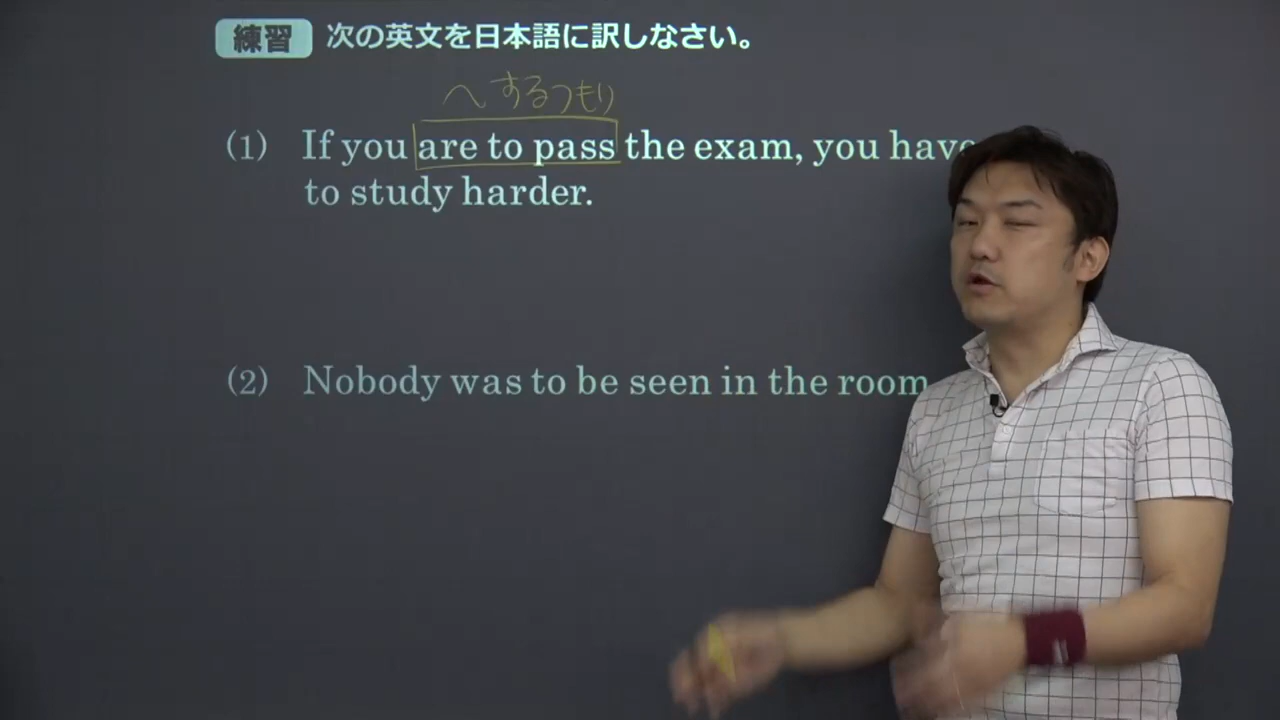 練習 次の英文を日本語に訳しなさい。
〜するつもり
(1) If you are to pass the exam, you have
to study harder.
(2) Nobody was to be seen in the room